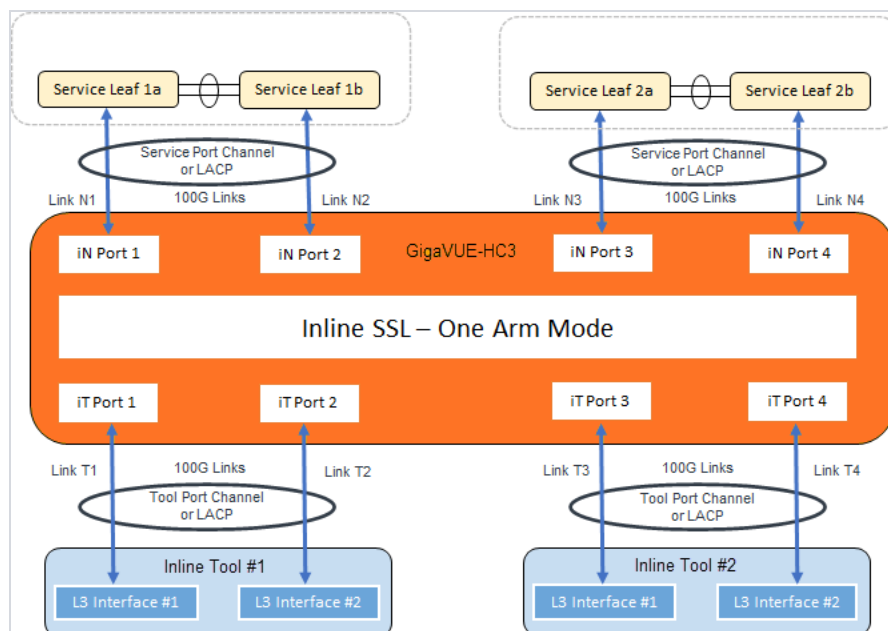 Service Leaf 1a
Service Leaf 1b
Service Leaf 2a
Service Leaf 2b
Service Port Channel
or LACP
Service Port Channel
or LACP
Link N1
100G Links
Link N2
Link N3
100G Links
Link N4
iN Port 1
iN Port 2
GigaVUE-HC3
iN Port 3
iN Port 4
Inline SSL – One Arm Mode
iT Port 1
iT Port 2
iT Port 3
iT Port 4
Link T1
100G Links
Link T2
Link T3
100G Links
Link T4
Tool Port Channel
or LACP
Tool Port Channel
or LACP
Inline Tool #1
Inline Tool #2
L3 Interface #1
L3 Interface #2
L3 Interface #1
L3 Interface #2